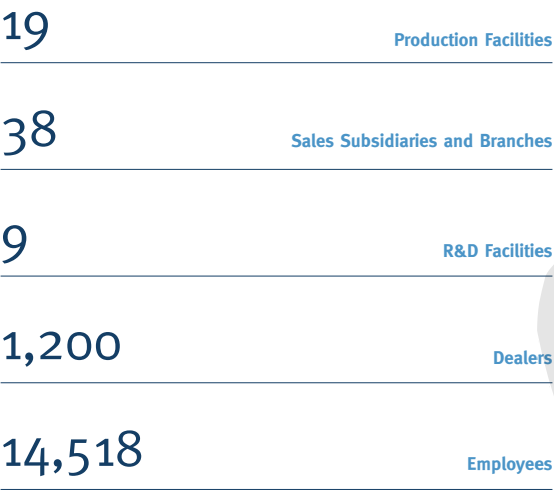 19
Production Facilities
38
Sales Subsidiaries and Branches
9
R&D Facilities
1,200
Dealers
14,518
Employees